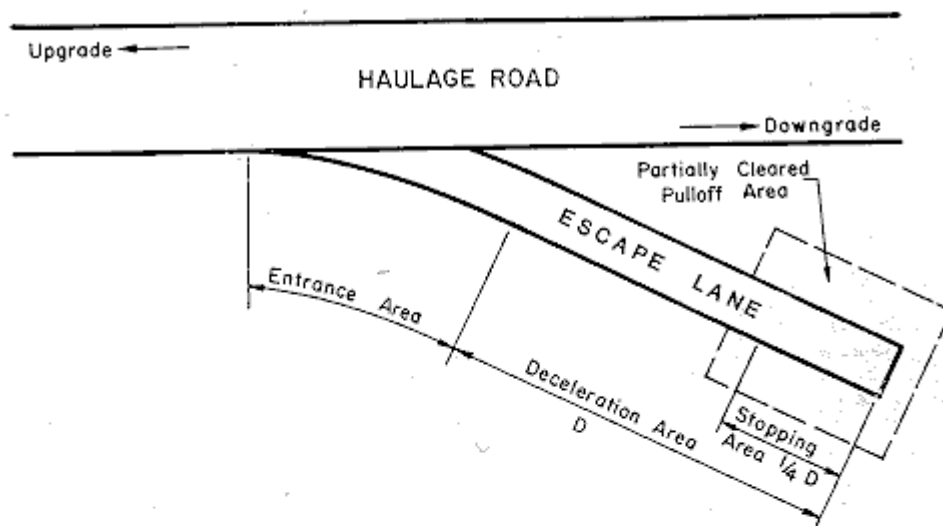 Upgrade
HAULAGE ROAD
Downgrade
Partially Cleared
Pulloff Area
ESCAPE LANE
Entrance Area
Deceleration Area
D
Stopping
Area 1/4 D